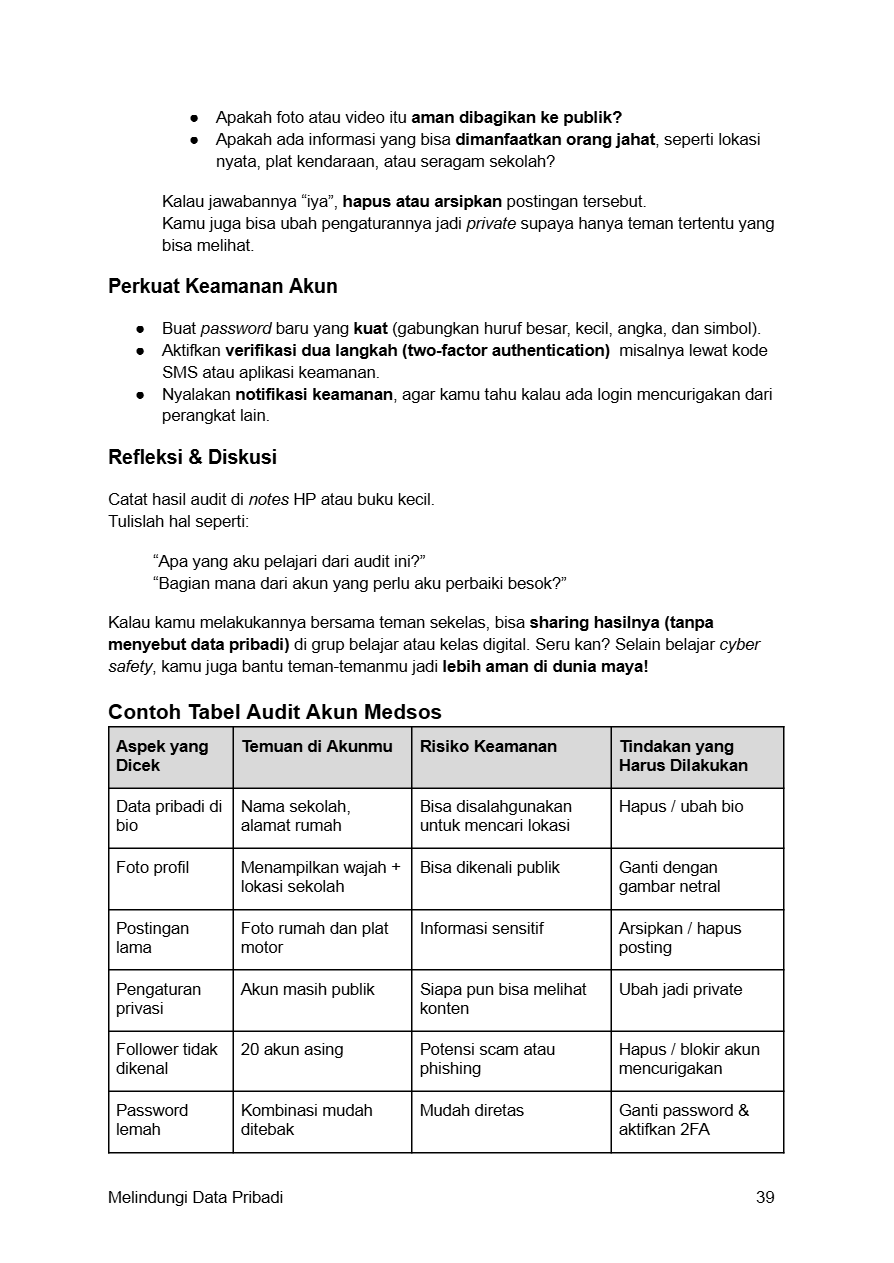 ● Apakah foto atau video itu aman dibagikan ke publik?
● Apakah ada informasi yang bisa dimanfaatkan orang jahat, seperti lokasi
nyata, plat kendaraan, atau seragam sekolah?
Kalau jawabannya “iya”, hapus atau arsipkan postingan tersebut.
Kamu juga bisa ubah pengaturannya jadi private supaya hanya teman tertentu yang
bisa melihat.
Perkuat Keamanan Akun
● Buat password baru yang kuat (gabungkan huruf besar, kecil, angka, dan simbol).
● Aktifkan verifikasi dua langkah (two-factor authentication) misalnya lewat kode
SMS atau aplikasi keamanan.
● Nyalakan notifikasi keamanan, agar kamu tahu kalau ada login mencurigakan dari
perangkat lain.
Refleksi & Diskusi
Catat hasil audit di notes HP atau buku kecil.
Tulislah hal seperti:
“Apa yang aku pelajari dari audit ini?”
“Bagian mana dari akun yang perlu aku perbaiki besok?”
Kalau kamu melakukannya bersama teman sekelas, bisa sharing hasilnya (tanpa
menyebut data pribadi) di grup belajar atau kelas digital. Seru kan? Selain belajar cyber
safety, kamu juga bantu teman-temanmu jadi lebih aman di dunia maya!
Contoh Tabel Audit Akun Medsos
Aspek yang
Dicek
Temuan di Akunmu
Risiko Keamanan
Tindakan yang
Harus Dilakukan
Data pribadi di
bio
Nama sekolah,
alamat rumah
Bisa disalahgunakan
untuk mencari lokasi
Hapus / ubah bio
Foto profil
Menampilkan wajah +
lokasi sekolah
Bisa dikenali publik
Ganti dengan
gambar netral
Postingan
lama
Foto rumah dan plat
motor
Informasi sensitif
Arsipkan / hapus
posting
Pengaturan
privasi
Akun masih publik
Siapa pun bisa melihat
konten
Ubah jadi private
Follower tidak
dikenal
20 akun asing
Potensi scam atau
phishing
Hapus / blokir akun
mencurigakan
Password
lemah
Kombinasi mudah
ditebak
Mudah diretas
Ganti password &
aktifkan 2FA
Melindungi Data Pribadi 39